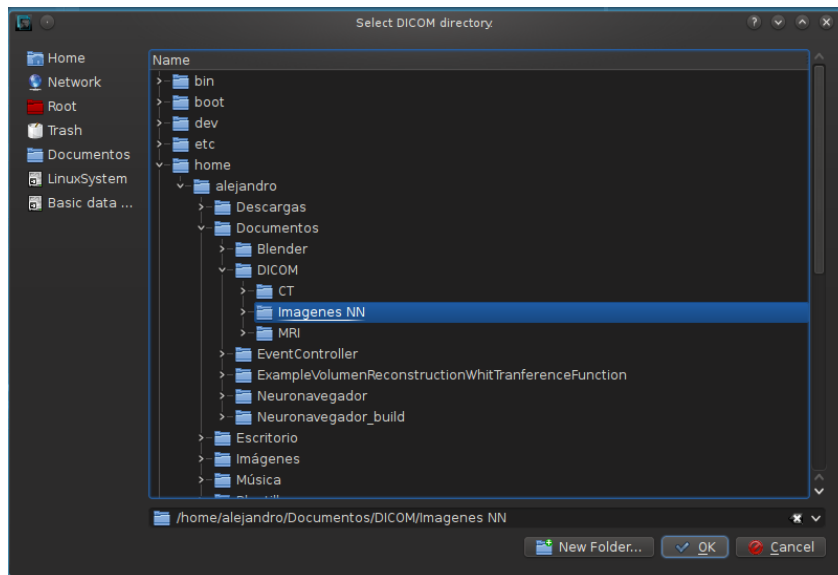 Select DICOM directory.
Home
Network
Root
Trash
Documentos
LinuxSystem
Basic data ...
Name
bin
boot
dev
etc
home
alejandro
Descargas
Documentos
Blender
DICOM
CT
Imagenes NN
MRI
EventController
ExampleVolumenReconstructionWhitTranferenceFunction
Neuronavegador
Neuronavegador_build
Escritorio
Imágenes
Música
/home/alejandro/Documentos/DICOM/Imagenes NN
New Folder... OK Cancel